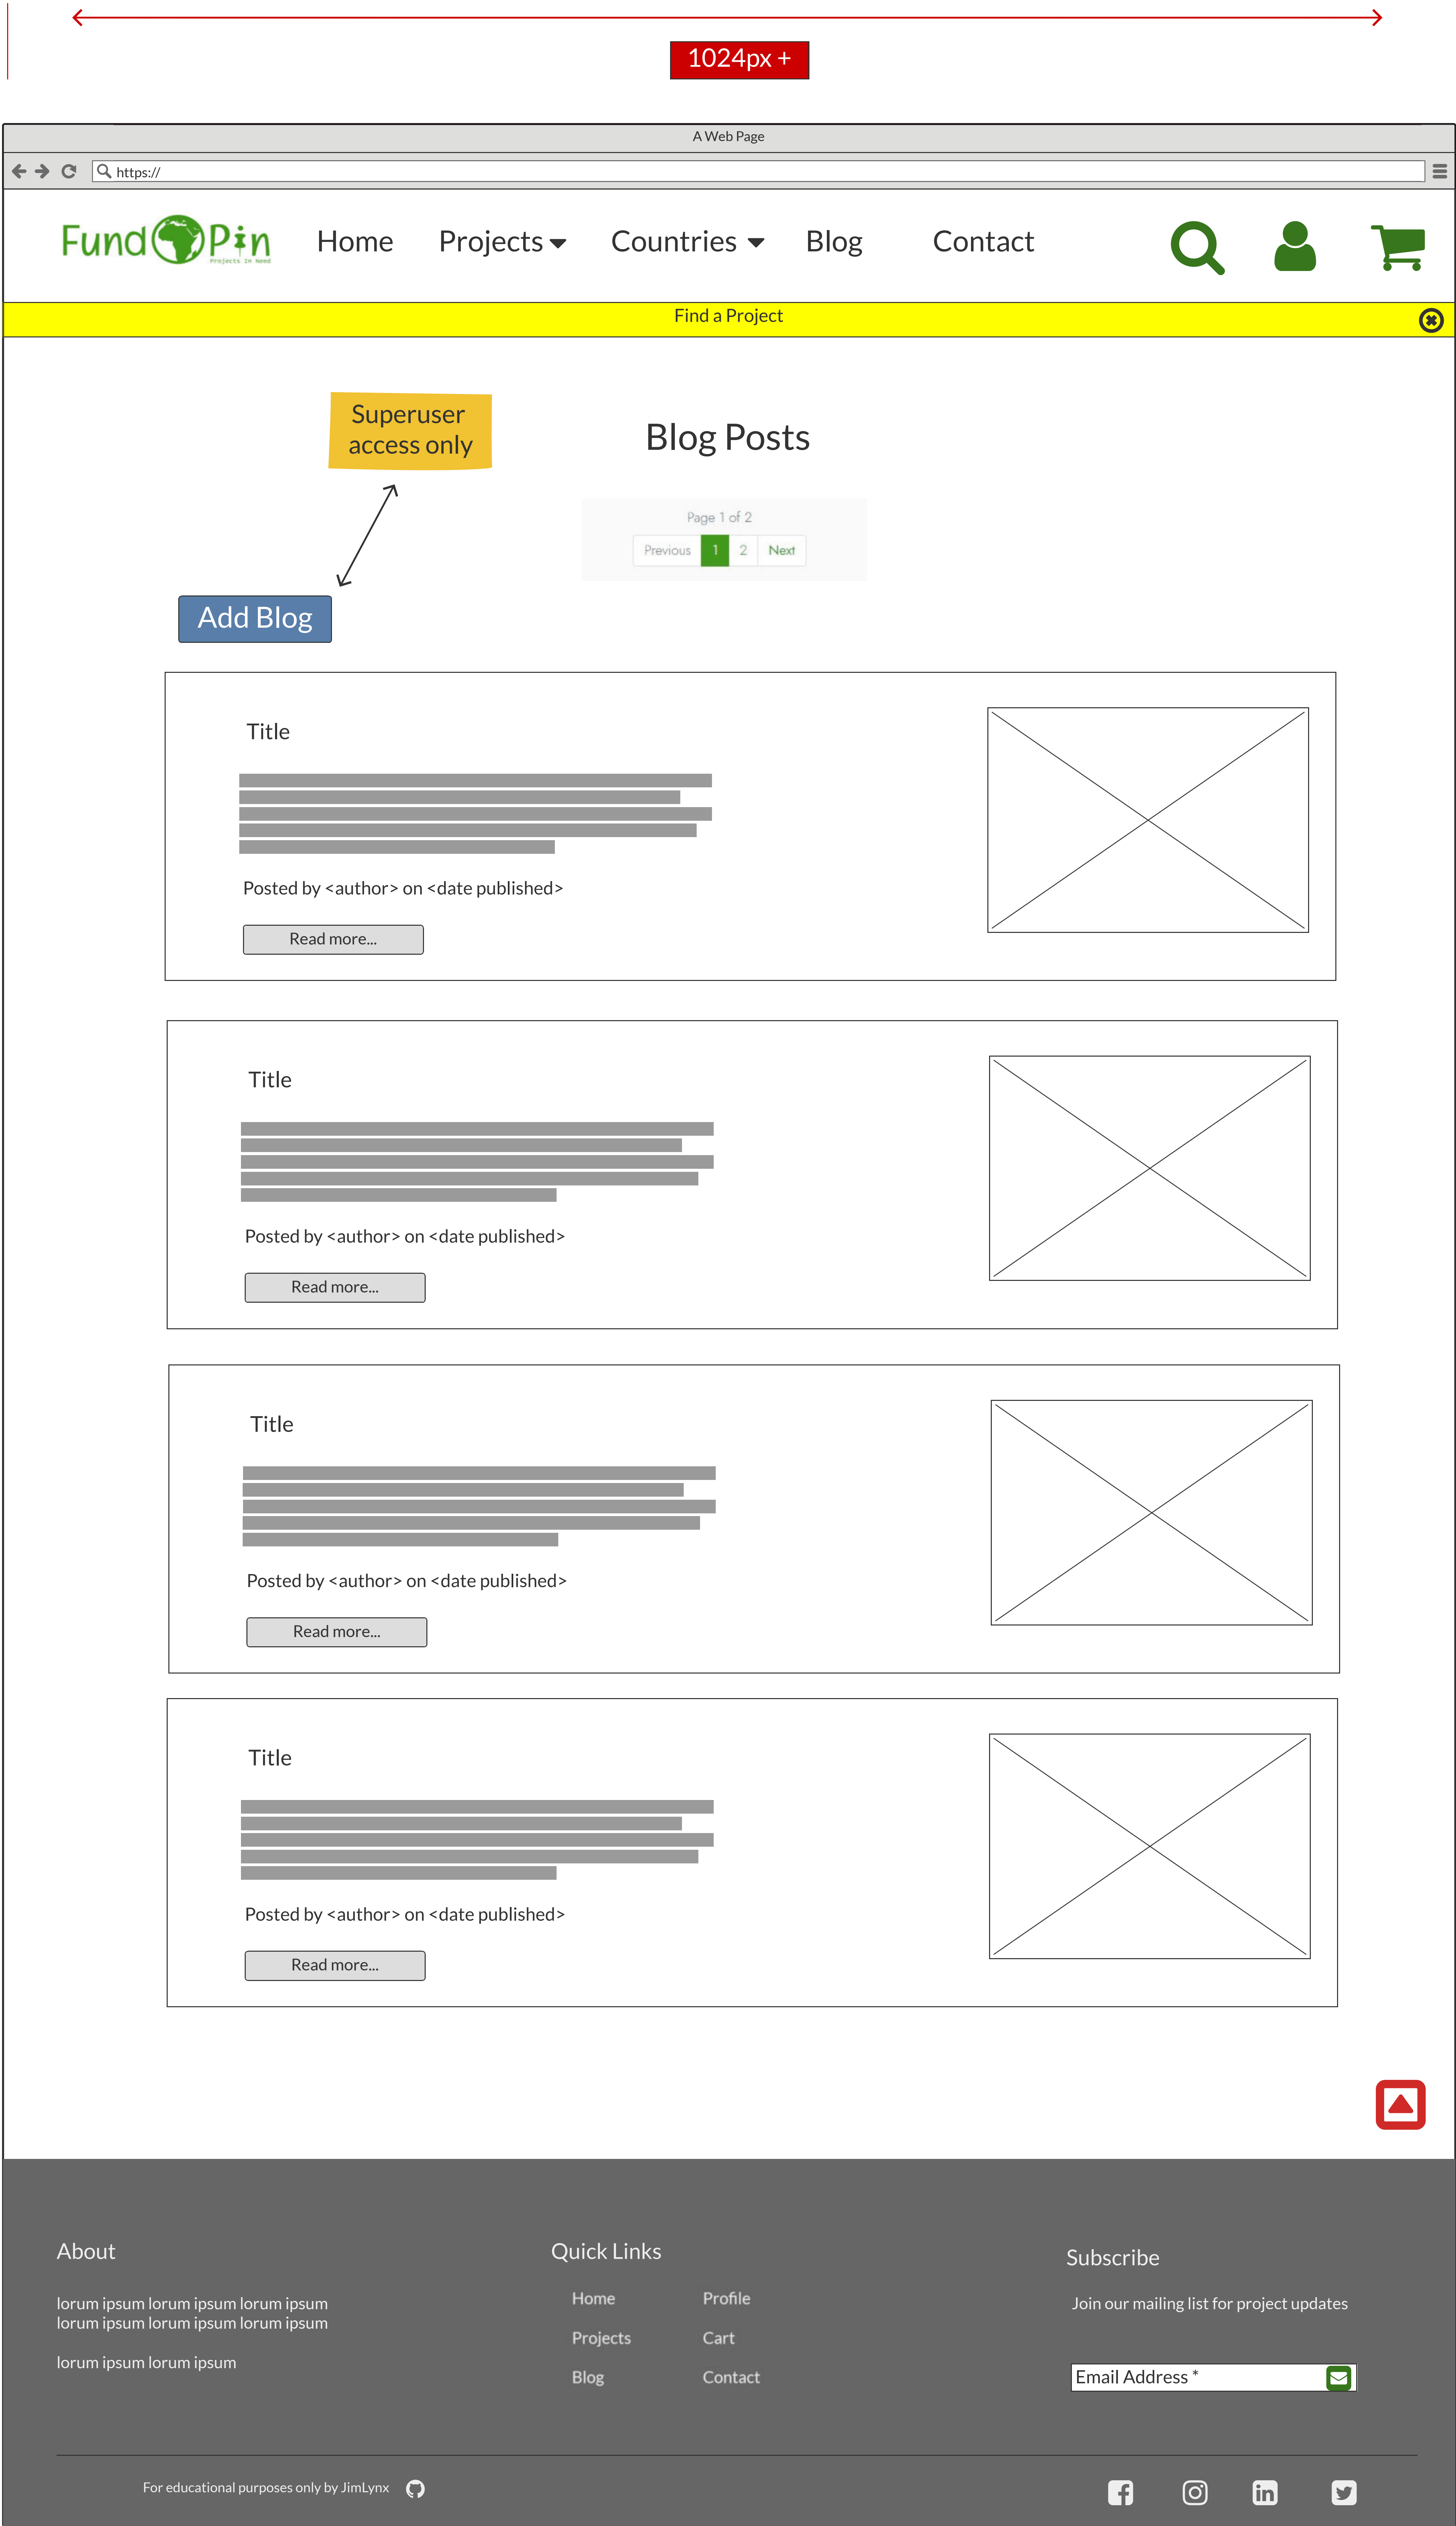 1024px +
A Web Page
https://
Fund Pin
Projects In Need
Home Projects Countries Blog Contact
Find a Project
Superuser
access only
Blog Posts
Page 1 of 2
Previous 1 2 Next
Add Blog
Title
Posted by <author> on <date published>
Read more...
Title
Posted by <author> on <date published>
Read more...
Title
Posted by <author> on <date published>
Read more...
Title
Posted by <author> on <date published>
Read more...
About
lorum ipsum lorum ipsum lorum ipsum
lorum ipsum lorum ipsum lorum ipsum
lorum ipsum lorum ipsum
Quick Links
Home Profile
Projects Cart
Blog Contact
Subscribe
Join our mailing list for project updates
Email Address *
For educational purposes only by JimLynx